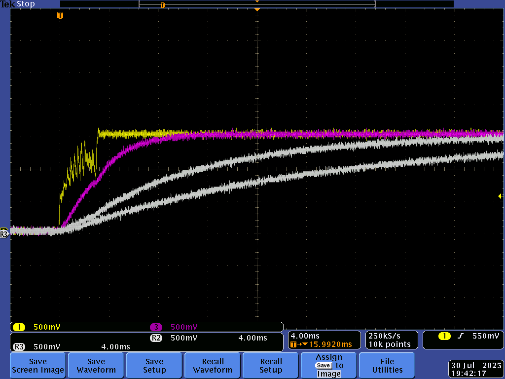 Tek Stop
T
1 500mV
3 500mV
R2 500mV 4.00ms
R3 500mV 4.00ms
4.00ms
T→▼15.9920ms
250kS/s
10k points
1 ∫ 550mV
Save Screen Image
Save Waveform
Save Setup
Recall Waveform
Recall Setup
Assign Save To Image
File Utilities
30 Jul 2025
19:42:17